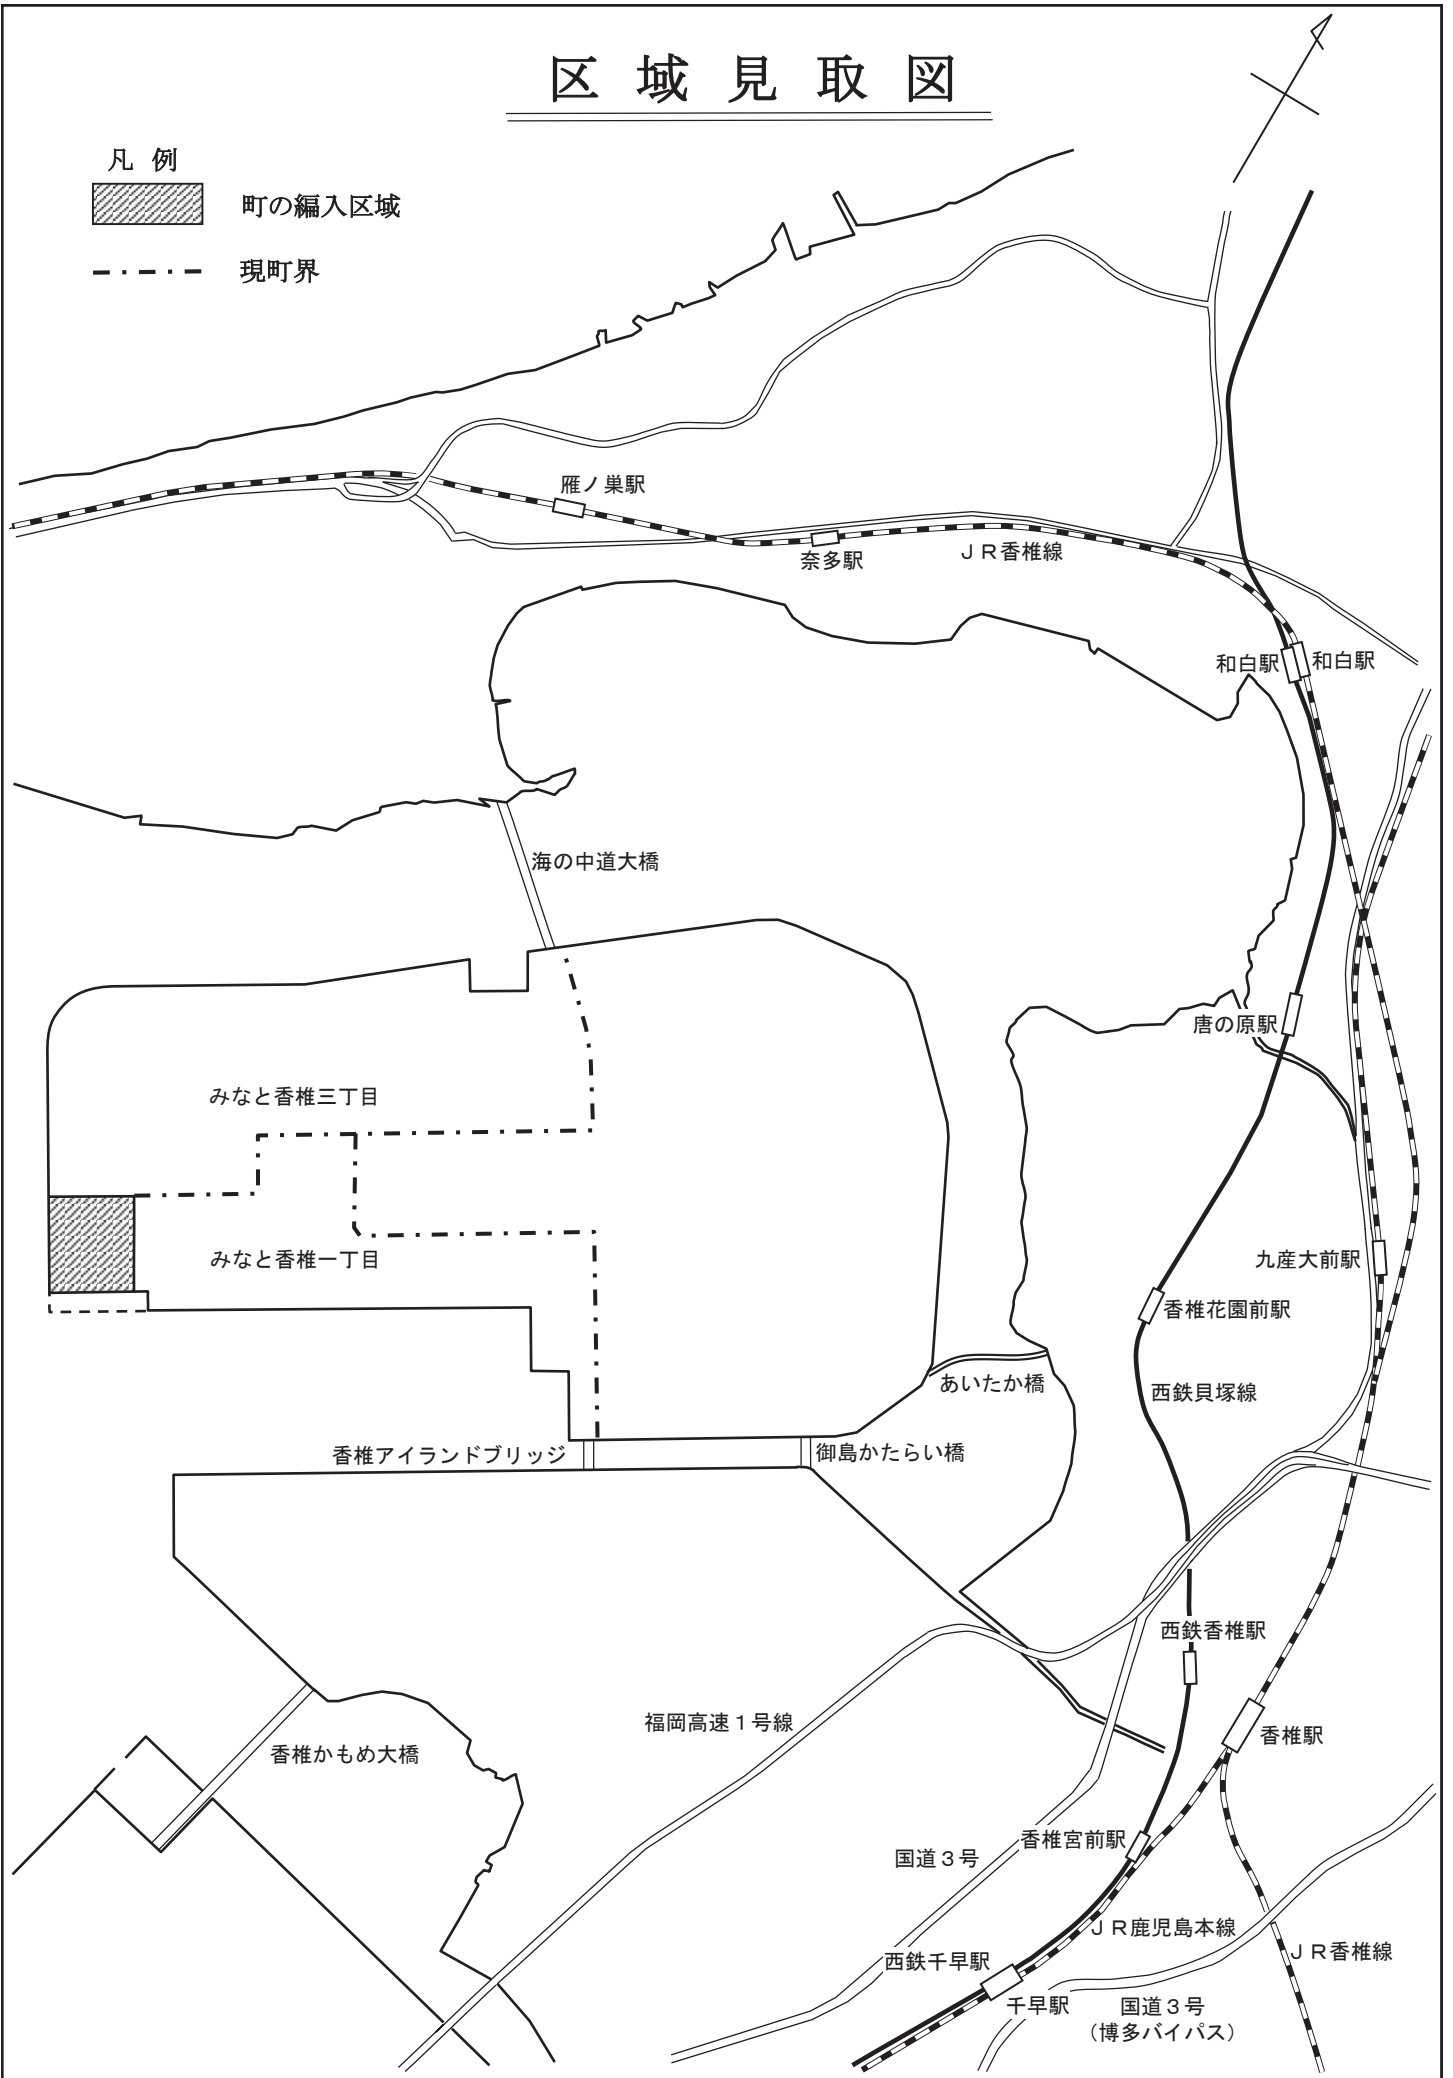 区域見取図
凡例
町の編入区域
現町界
雁ノ巣駅
奈多駅
ＪＲ香椎線
和白駅
和白駅
海の中道大橋
唐の原駅
みなと香椎三丁目
みなと香椎一丁目
九産大前駅
香椎花園前駅
あいたか橋
西鉄貝塚線
香椎アイランドブリッジ
御島かたらい橋
西鉄香椎駅
福岡高速１号線
香椎駅
香椎かもめ大橋
香椎宮前駅
国道３号
ＪＲ鹿児島本線
ＪＲ香椎線
西鉄千早駅
千早駅
国道３号
（博多バイパス）